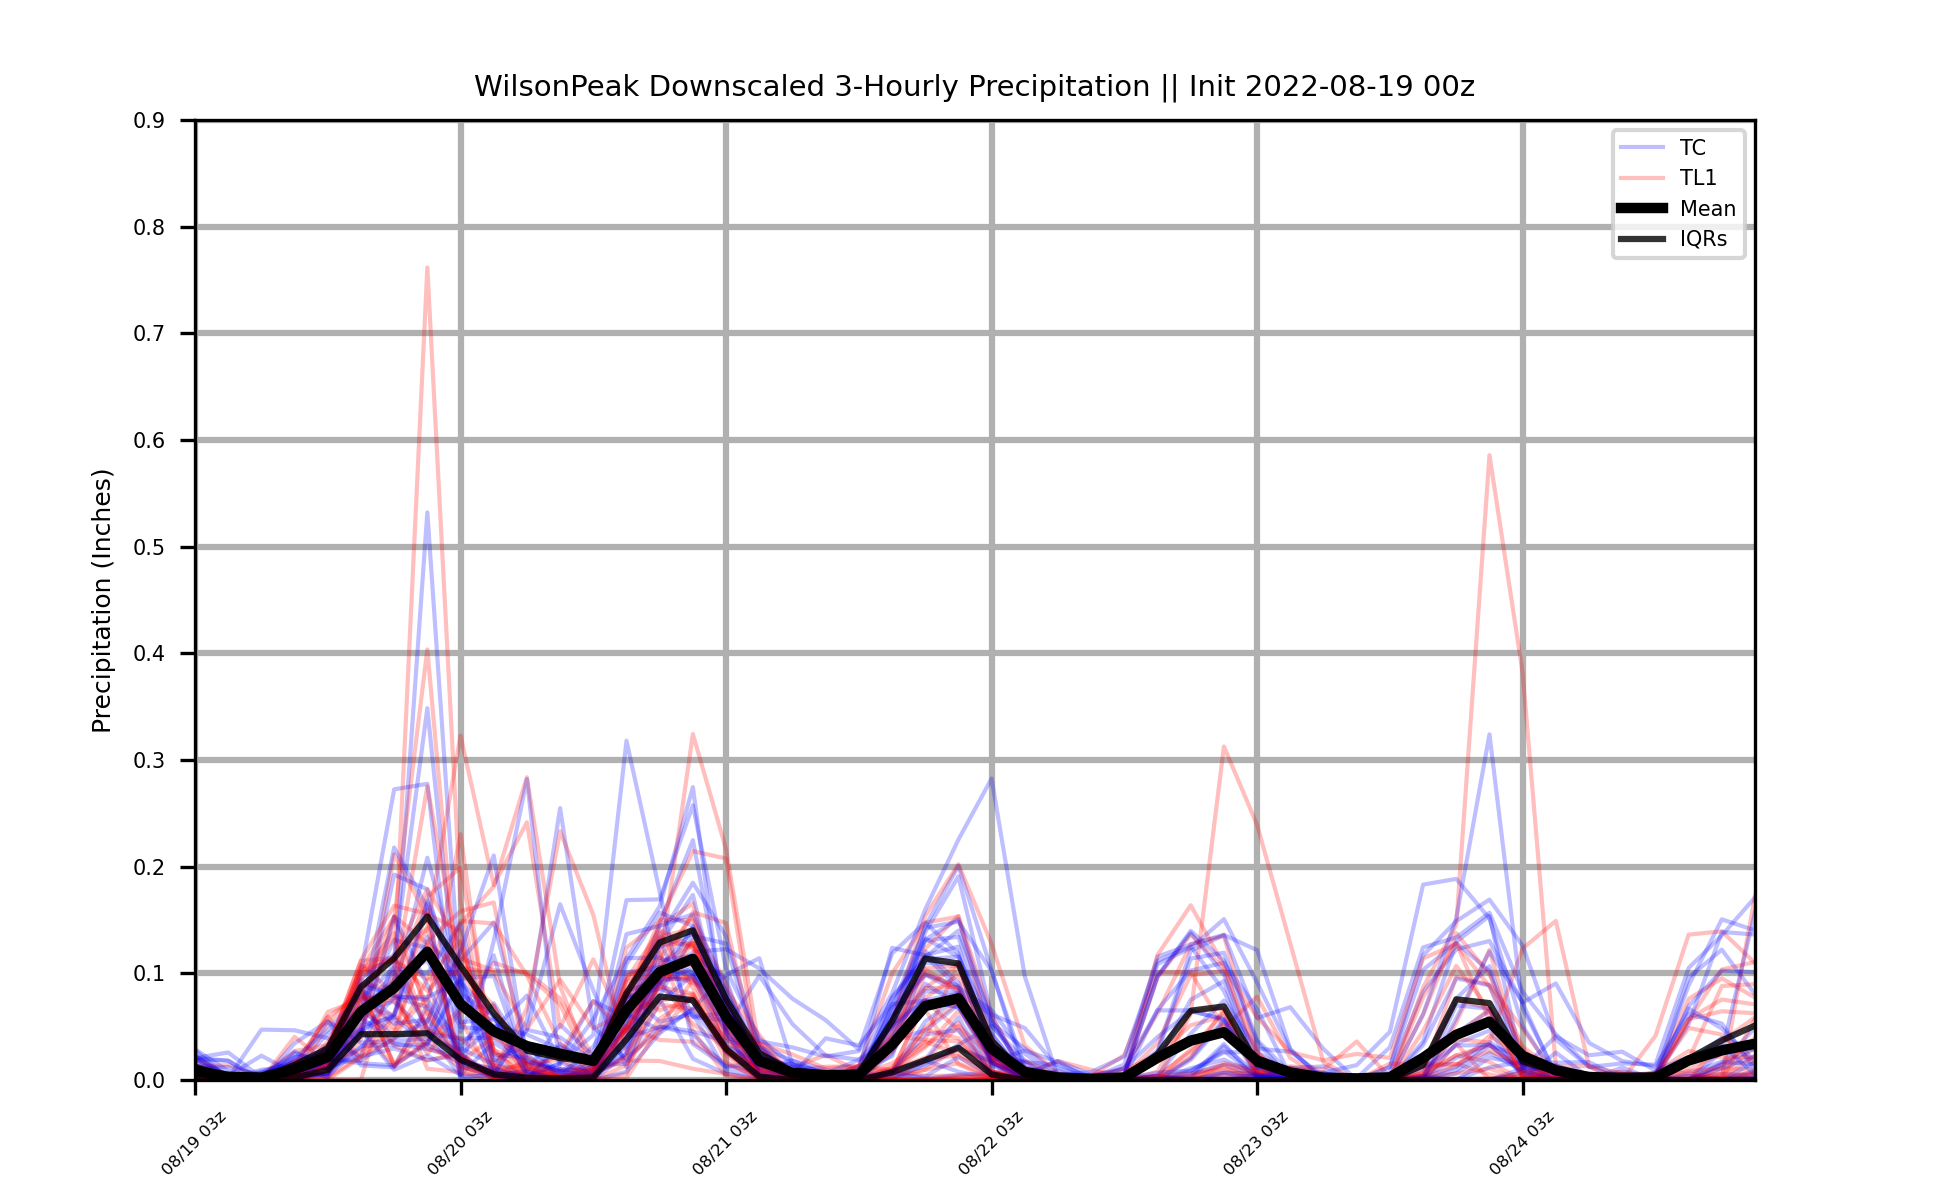 WilsonPeak Downscaled 3-Hourly Precipitation || Init 2022-08-19 00z
TC
TL1
Mean
IQRs
Precipitation (Inches)
0.9
0.8
0.7
0.6
0.5
0.4
0.3
0.2
0.1
0.0
08/19 03z
08/20 03z
08/21 03z
08/22 03z
08/23 03z
08/24 03z